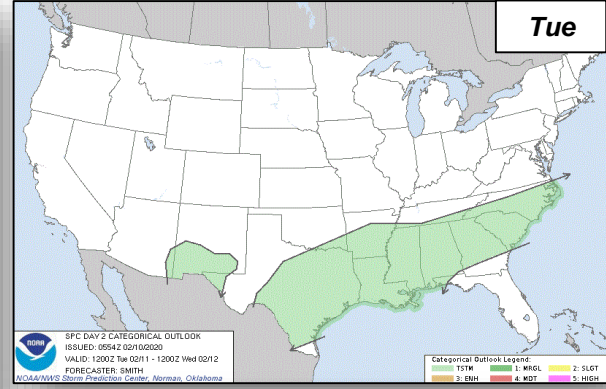 Tue
SPC DAY 2 CATEGORICAL OUTLOOK
ISSUED: 0554Z 02/10/2020
VALID: 1200Z Tue 02/11 - 1200Z Wed 02/12
FORECASTER: SMITH
NOAA/NWS Storm Prediction Center, Norman, Oklahoma
NOAA
Categorical Outlook Legend:
TSTM 1: MRGL 2: SLGT
3: ENH 4: MDT 5: HIGH